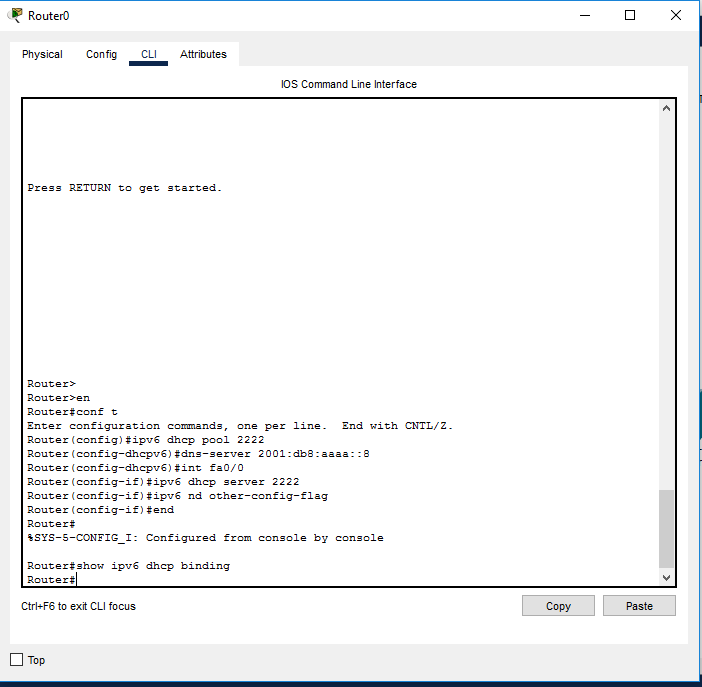 Router0
Physical Config CLI Attributes
IOS Command Line Interface
Press RETURN to get started.
Router>
Router>en
Router#conf t
Enter configuration commands, one per line.  End with CNTL/Z.
Router(config)#ipv6 dhcp pool 2222
Router(config-dhcpv6)#dns-server 2001:db8:aaaa::8
Router(config-dhcpv6)#int fa0/0
Router(config-if)#ipv6 dhcp server 2222
Router(config-if)#ipv6 nd other-config-flag
Router(config-if)#end
Router#
%SYS-5-CONFIG_I: Configured from console by console
Router#show ipv6 dhcp binding
Router#
Ctrl+F6 to exit CLI focus
Copy Paste
Top